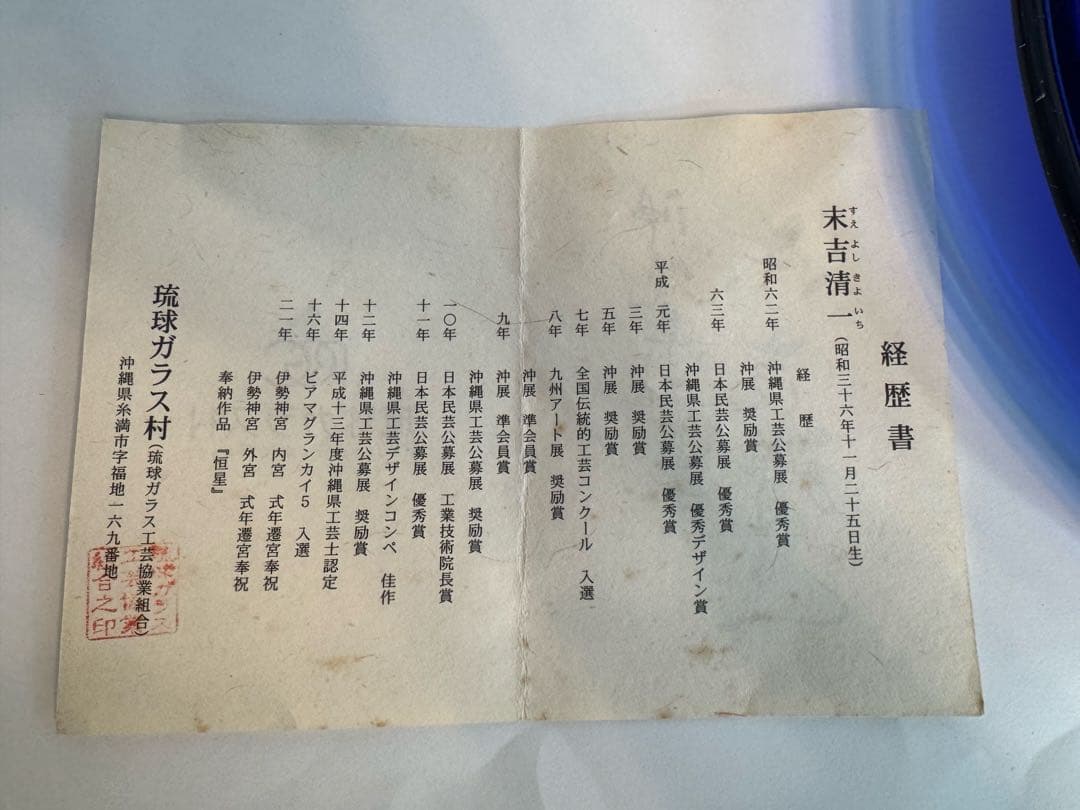 経歴書
末吉清一（昭和三十六年十一月二十五日生）
すえ よし きよ いち
経歴
昭和六二年 沖縄県工芸公募展 優秀賞
沖展 奨励賞
六三年 日本民芸公募展 優秀賞
沖縄県工芸公募展 優秀デザイン賞
平成 元年 日本民芸公募展 優秀賞
三年 沖展 奨励賞
五年 沖展 奨励賞
七年 全国伝統的工芸コンクール 入選
八年 九州アート展 奨励賞
沖展 準会員賞
九年 沖展 準会員賞
沖縄県工芸公募展 奨励賞
一〇年 日本民芸公募展 工業技術院長賞
十一年 日本民芸公募展 優秀賞
沖縄県工芸デザインコンペ 佳作
十二年 沖縄県工芸公募展 奨励賞
十四年 平成十三年度沖縄県工芸士認定
十六年 ビアマグランカイ５ 入選
二一年 伊勢神宮 内宮 式年遷宮奉祝
伊勢神宮 外宮 式年遷宮奉祝
奉納作品 『恒星』
琉球ガラス村（琉球ガラス工芸協業組合）
沖縄県糸満市字福地一六九番地
琉球ガラス
工芸協業
組合之印